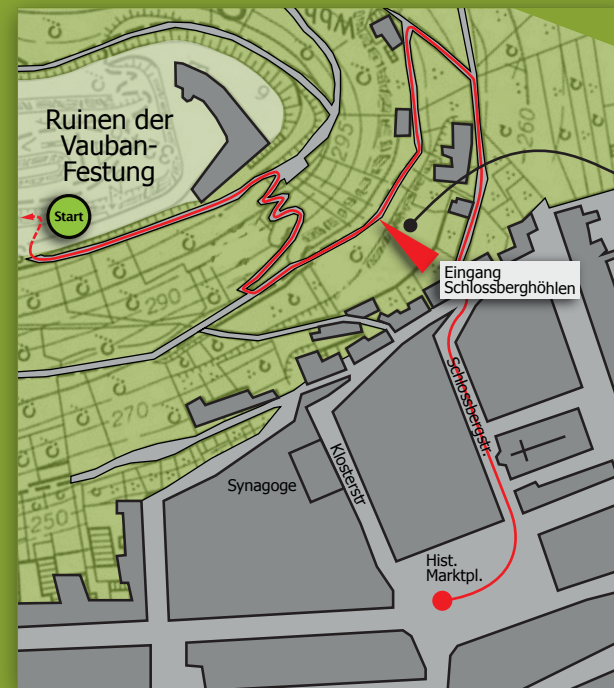 Ruinen der
Vauban-
Festung
Start
295
260
290
Eingang
Schlossberghöhlen
270
Schlossbergstr.
Klosterstr
Synagoge
250
Hist.
Marktpl.